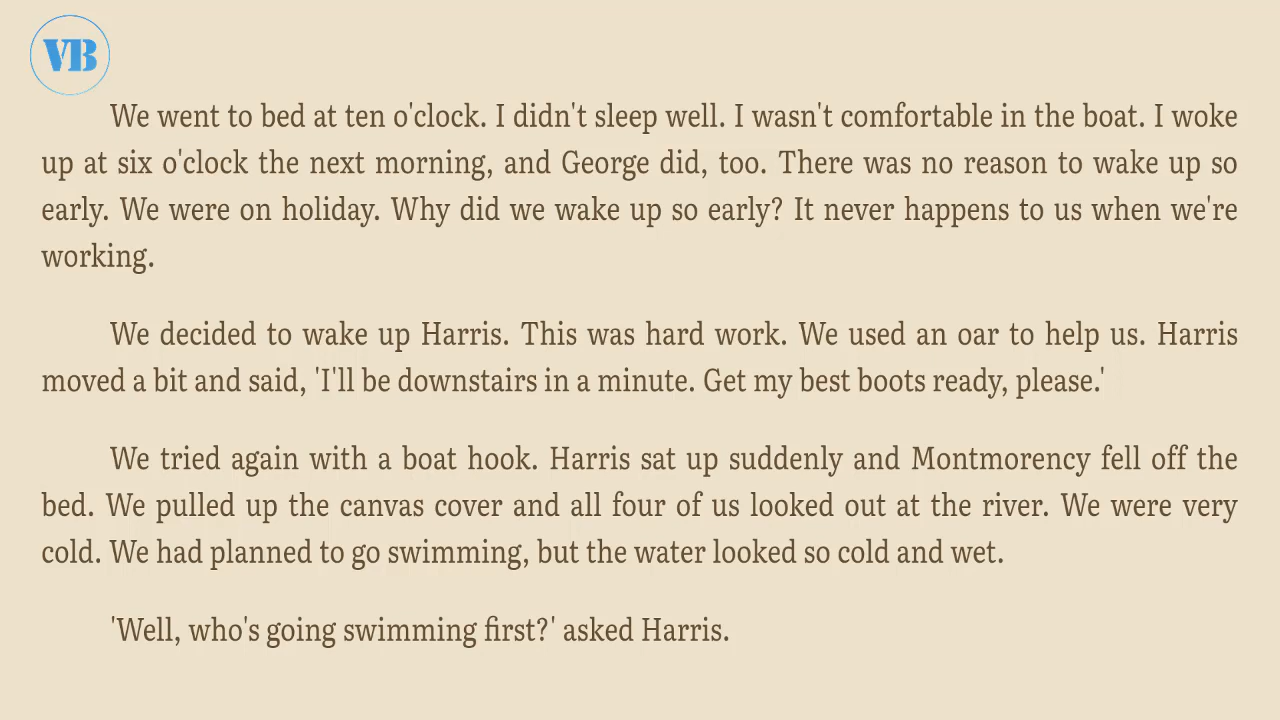 VB
We went to bed at ten o'clock. I didn't sleep well. I wasn't comfortable in the boat. I woke
up at six o'clock the next morning, and George did, too. There was no reason to wake up so
early. We were on holiday. Why did we wake up so early? It never happens to us when we're
working.
We decided to wake up Harris. This was hard work. We used an oar to help us. Harris
moved a bit and said, 'I'll be downstairs in a minute. Get my best boots ready, please.'
We tried again with a boat hook. Harris sat up suddenly and Montmorency fell off the
bed. We pulled up the canvas cover and all four of us looked out at the river. We were very
cold. We had planned to go swimming, but the water looked so cold and wet.
'Well, who's going swimming first?' asked Harris.